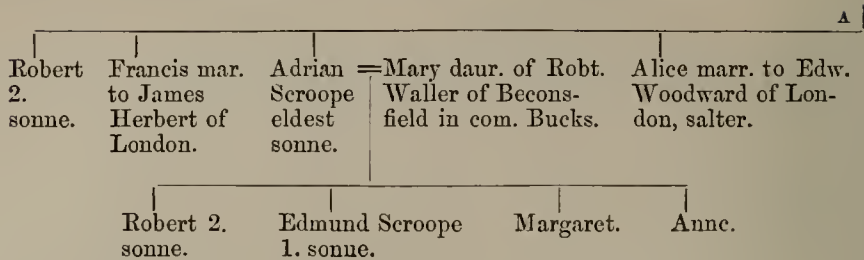 A
Robert 2. sonne.
Francis mar. to James Herbert of London.
Adrian Scroope eldest sonne.
=Mary daur. of Robt. Waller of Becons-field in com. Bucks.
Alice marr. to Edw. Woodward of Lon-don, salter.
Robert 2. sonne.
Edmund Scroope 1. sonne.
Margaret.
Anne.